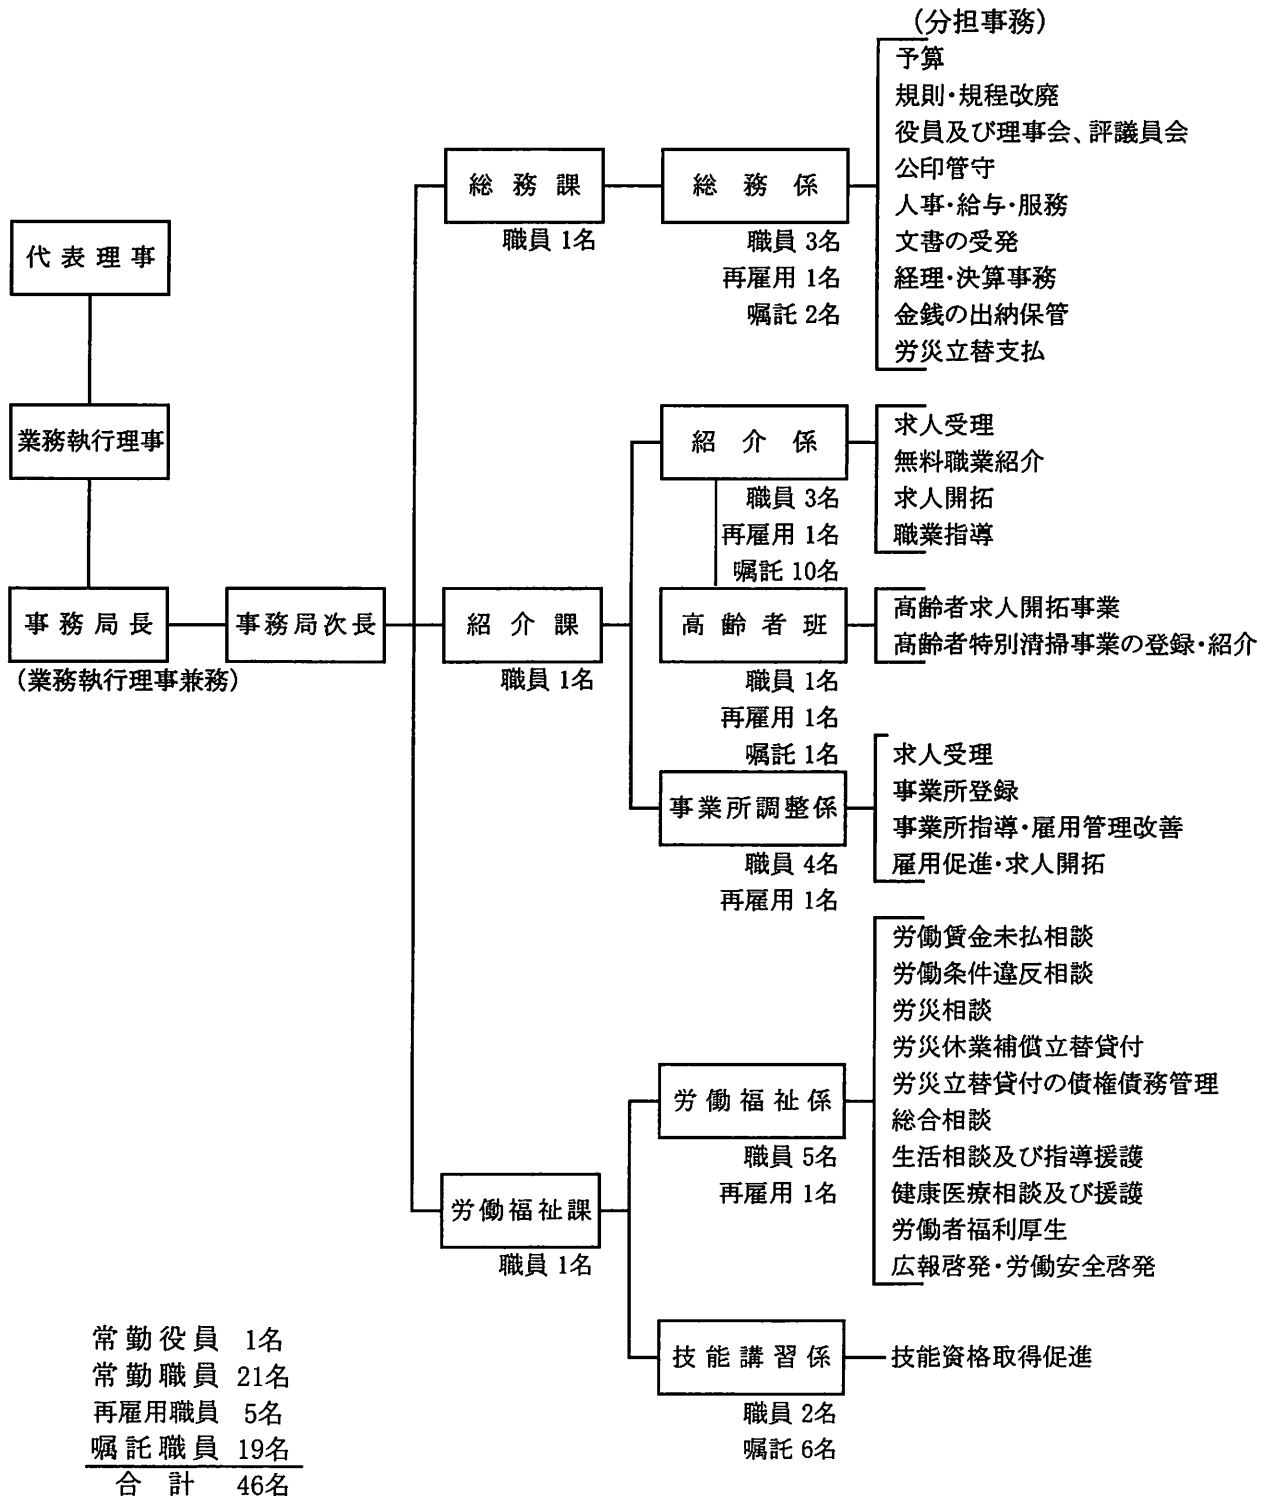 (分担事務)
代表理事
業務執行理事
事務局長
(業務執行理事兼務)
事務局次長
総務課
職員 1名
総務係
職員 3名
再雇用 1名
嘱託 2名
予算
規則・規程改廃
役員及び理事会、評議員会
公印管守
人事・給与・服務
文書の受発
経理・決算事務
金銭の出納保管
労災立替支払
紹介課
職員 1名
紹介係
職員 3名
再雇用 1名
嘱託 10名
求人受理
無料職業紹介
求人開拓
職業指導
高齢者班
職員 1名
再雇用 1名
嘱託 1名
高齢者求人開拓事業
高齢者特別清掃事業の登録・紹介
事業所調整係
職員 4名
再雇用 1名
求人受理
事業所登録
事業所指導・雇用管理改善
雇用促進・求人開拓
労働福祉課
職員 1名
労働福祉係
職員 5名
再雇用 1名
労働賃金未払相談
労働条件違反相談
労災相談
労災休業補償立替貸付
労災立替貸付の債権債務管理
総合相談
生活相談及び指導援護
健康医療相談及び援護
労働者福利厚生
広報啓発・労働安全啓発
技能講習係
職員 2名
嘱託 6名
技能資格取得促進
常勤役員 1名
常勤職員 21名
再雇用職員 5名
嘱託職員 19名
合計 46名